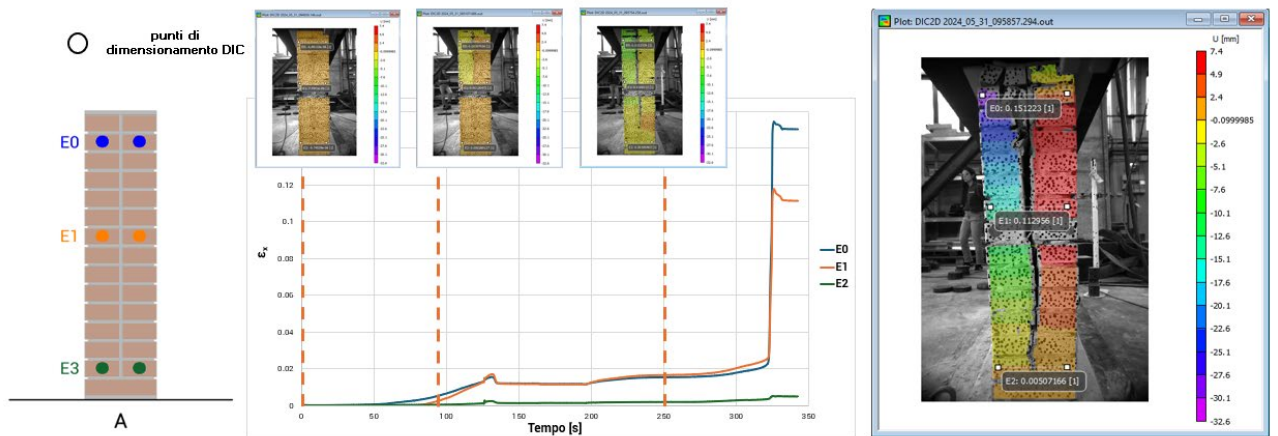 punti di
dimensionamento DIC
E0
E1
E3
A
U [mm]
εx
0.12
0.1
0.08
0.06
0.04
0.02
0
0
50
100
150
200
250
300
350
Tempo [s]
E0
E1
E2
Plot: DIC2D 2024_05_31_095857.294.out
U [mm]
7.4
4.9
2.4
-0.0999985
-2.6
-5.1
-7.6
-10.1
-12.6
-15.1
-17.6
-20.1
-22.6
-25.1
-27.6
-30.1
-32.6
E0: 0.151223 [1]
E1: 0.112956 [1]
E2: 0.00507166 [1]